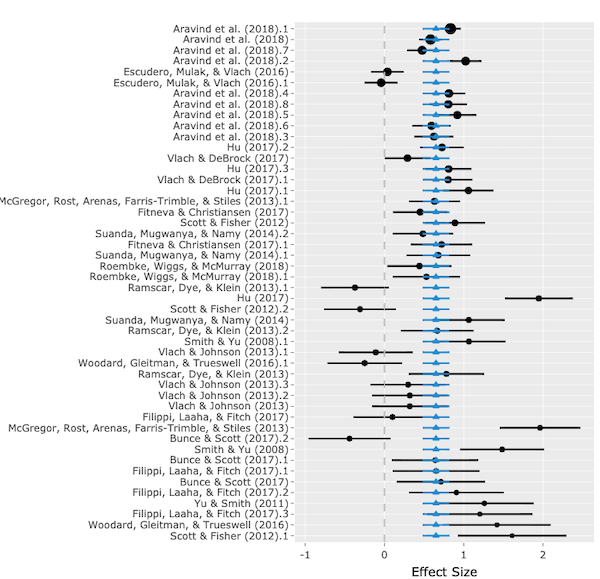 Aravind et al. (2018).1
Aravind et al. (2018)
Aravind et al. (2018).7
Aravind et al. (2018).2
Escudero, Mulak, & Vlach (2016)
Escudero, Mulak, & Vlach (2016).1
Aravind et al. (2018).4
Aravind et al. (2018).8
Aravind et al. (2018).5
Aravind et al. (2018).6
Aravind et al. (2018).3
Hu (2017).2
Vlach & DeBrock (2017)
Hu (2017).3
Vlach & DeBrock (2017).1
Hu (2017).1
McGregor, Rost, Arenas, Farris-Trimble, & Stiles (2013).1
Fitneva & Christiansen (2017)
Scott & Fisher (2012)
Suanda, Mugwanya, & Namy (2014).2
Fitneva & Christiansen (2017).1
Suanda, Mugwanya, & Namy (2014).1
Roembke, Wiggs, & McMurray (2018)
Roembke, Wiggs, & McMurray (2018).1
Ramscar, Dye, & Klein (2013).1
Hu (2017)
Scott & Fisher (2012).2
Suanda, Mugwanya, & Namy (2014)
Ramscar, Dye, & Klein (2013).2
Smith & Yu (2008).1
Vlach & Johnson (2013).1
Woodard, Gleitman, & Trueswell (2016).1
Ramscar, Dye, & Klein (2013)
Vlach & Johnson (2013).3
Vlach & Johnson (2013).2
Vlach & Johnson (2013)
Filippi, Laaha, & Fitch (2017)
McGregor, Rost, Arenas, Farris-Trimble, & Stiles (2013)
Bunce & Scott (2017).2
Smith & Yu (2008)
Bunce & Scott (2017).1
Filippi, Laaha, & Fitch (2017).1
Bunce & Scott (2017)
Filippi, Laaha, & Fitch (2017).2
Yu & Smith (2011)
Filippi, Laaha, & Fitch (2017).3
Woodard, Gleitman, & Trueswell (2016)
Scott & Fisher (2012).1
-1 0 1 2
Effect Size